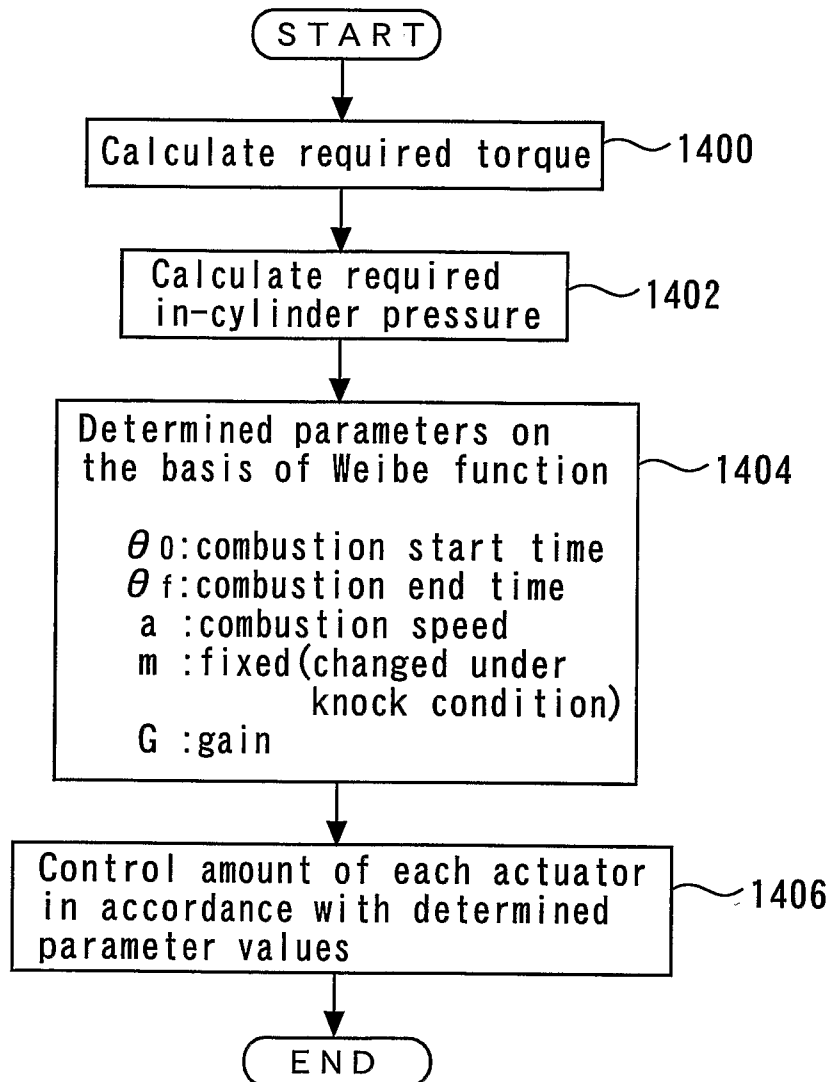 START
Calculate required torque
1400
Calculate required
in-cylinder pressure
1402
Determined parameters on
the basis of Weibe function
1404
θ0:combustion start time
θf:combustion end time
a :combustion speed
m :fixed(changed under
knock condition)
G :gain
Control amount of each actuator
in accordance with determined
parameter values
1406
END